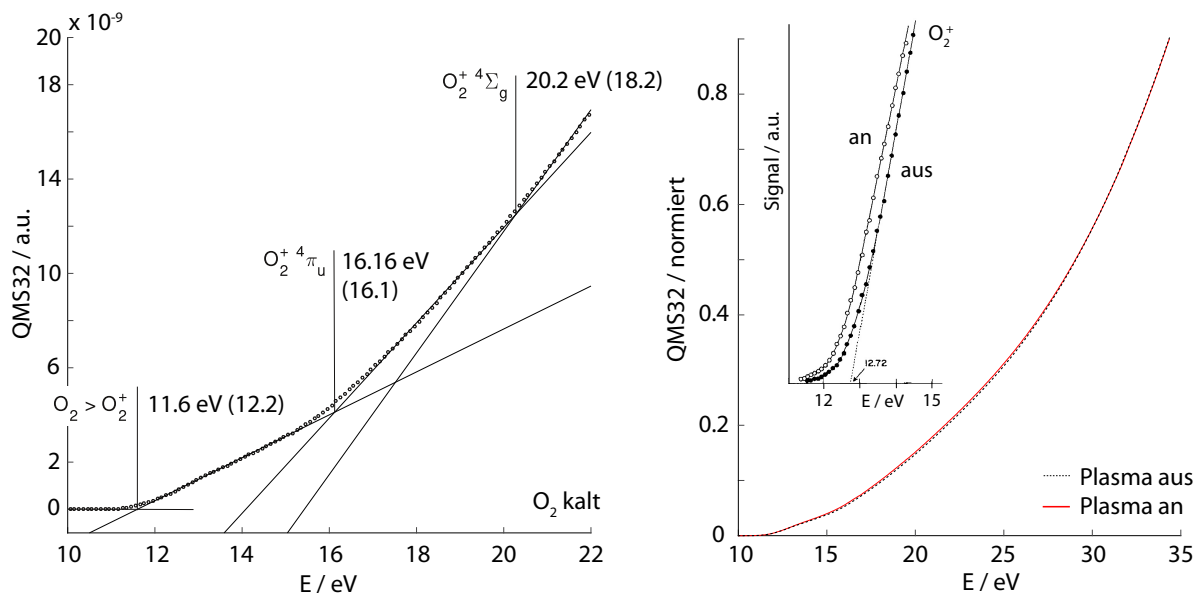 x 10⁻⁹
20
18
14
10
6
2
0
QMS32 / a.u.
O₂ > O₂⁺
11.6 eV (12.2)
O₂⁺ ⁴πᵤ
16.16 eV
(16.1)
O₂⁺ ⁴Σg
20.2 eV (18.2)
O₂ kalt
10 12 14 16 18 20 22
E / eV
0.8
0.6
0.4
0.2
0
QMS32 / normiert
Signal / a.u.
O₂⁺
an
aus
12.72
12 15
E / eV
Plasma aus
Plasma an
10 15 20 25 30 35
E / eV